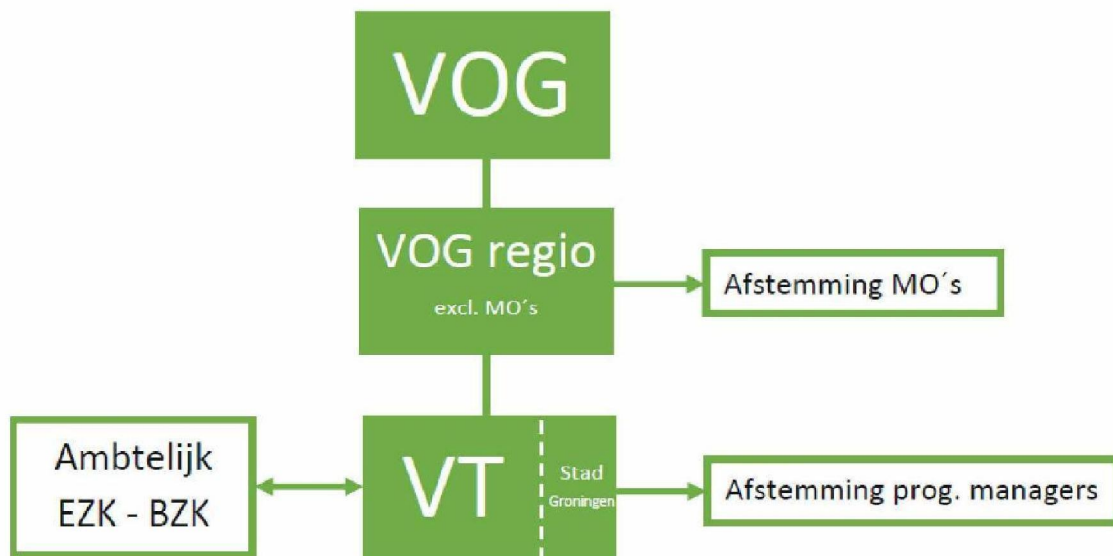 VOG
VOG regio
excl. MO´s
Afstemming MO´s
Ambtelijk
EZK - BZK
VT
Stad
Groningen
Afstemming prog. managers